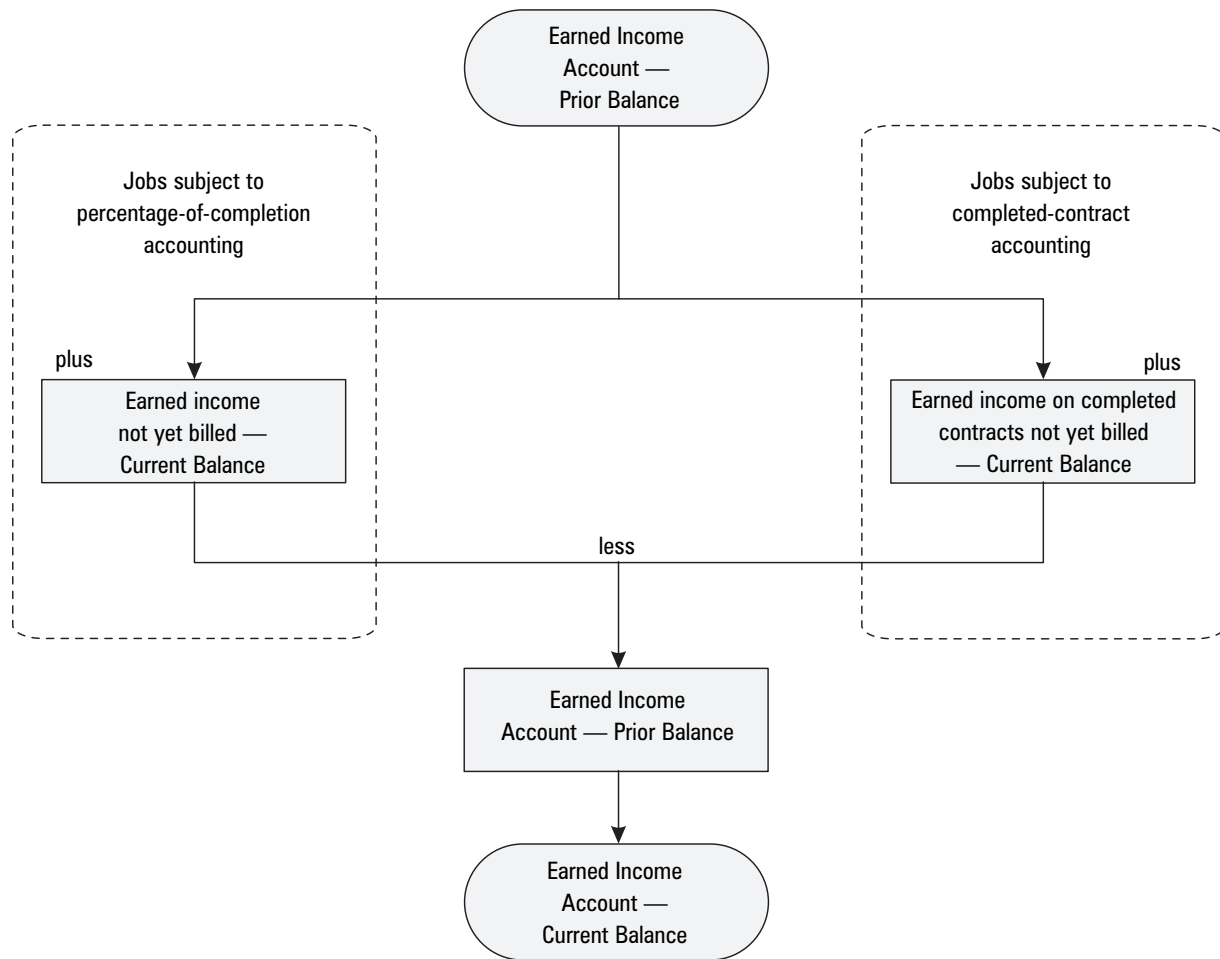 Earned Income
Account —
Prior Balance
Jobs subject to
percentage-of-completion
accounting
Jobs subject to
completed-contract
accounting
plus
Earned income
not yet billed —
Current Balance
plus
Earned income on completed
contracts not yet billed
— Current Balance
less
Earned Income
Account — Prior Balance
Earned Income
Account —
Current Balance